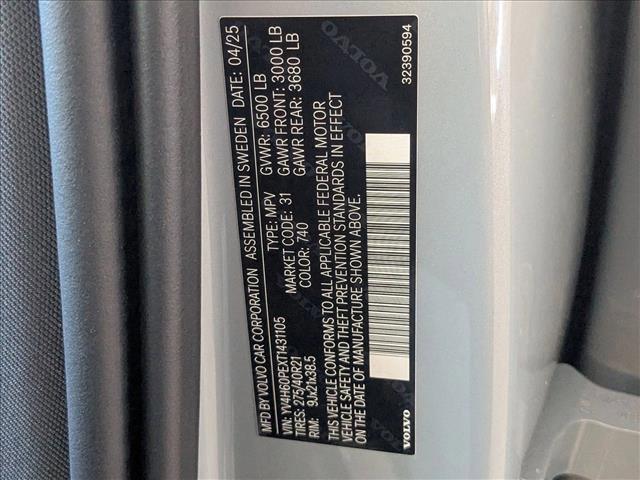 MFD BY VOLVO CAR CORPORATION ASSEMBLED IN SWEDEN DATE: 04/25
VIN: YV4H60PEXT1431105 TYPE: MPV GVWR: 6500 LB
TIRES: 275/40R21 MARKET CODE: 31 GAWR FRONT: 3000 LB
RIM: 9Jx21x38.5 COLOR: 740 GAWR REAR: 3680 LB
THIS VEHICLE CONFORMS TO ALL APPLICABLE FEDERAL MOTOR
VEHICLE SAFETY AND THEFT PREVENTION STANDARDS IN EFFECT
ON THE DATE OF MANUFACTURE SHOWN ABOVE.
VOLVO 32390594